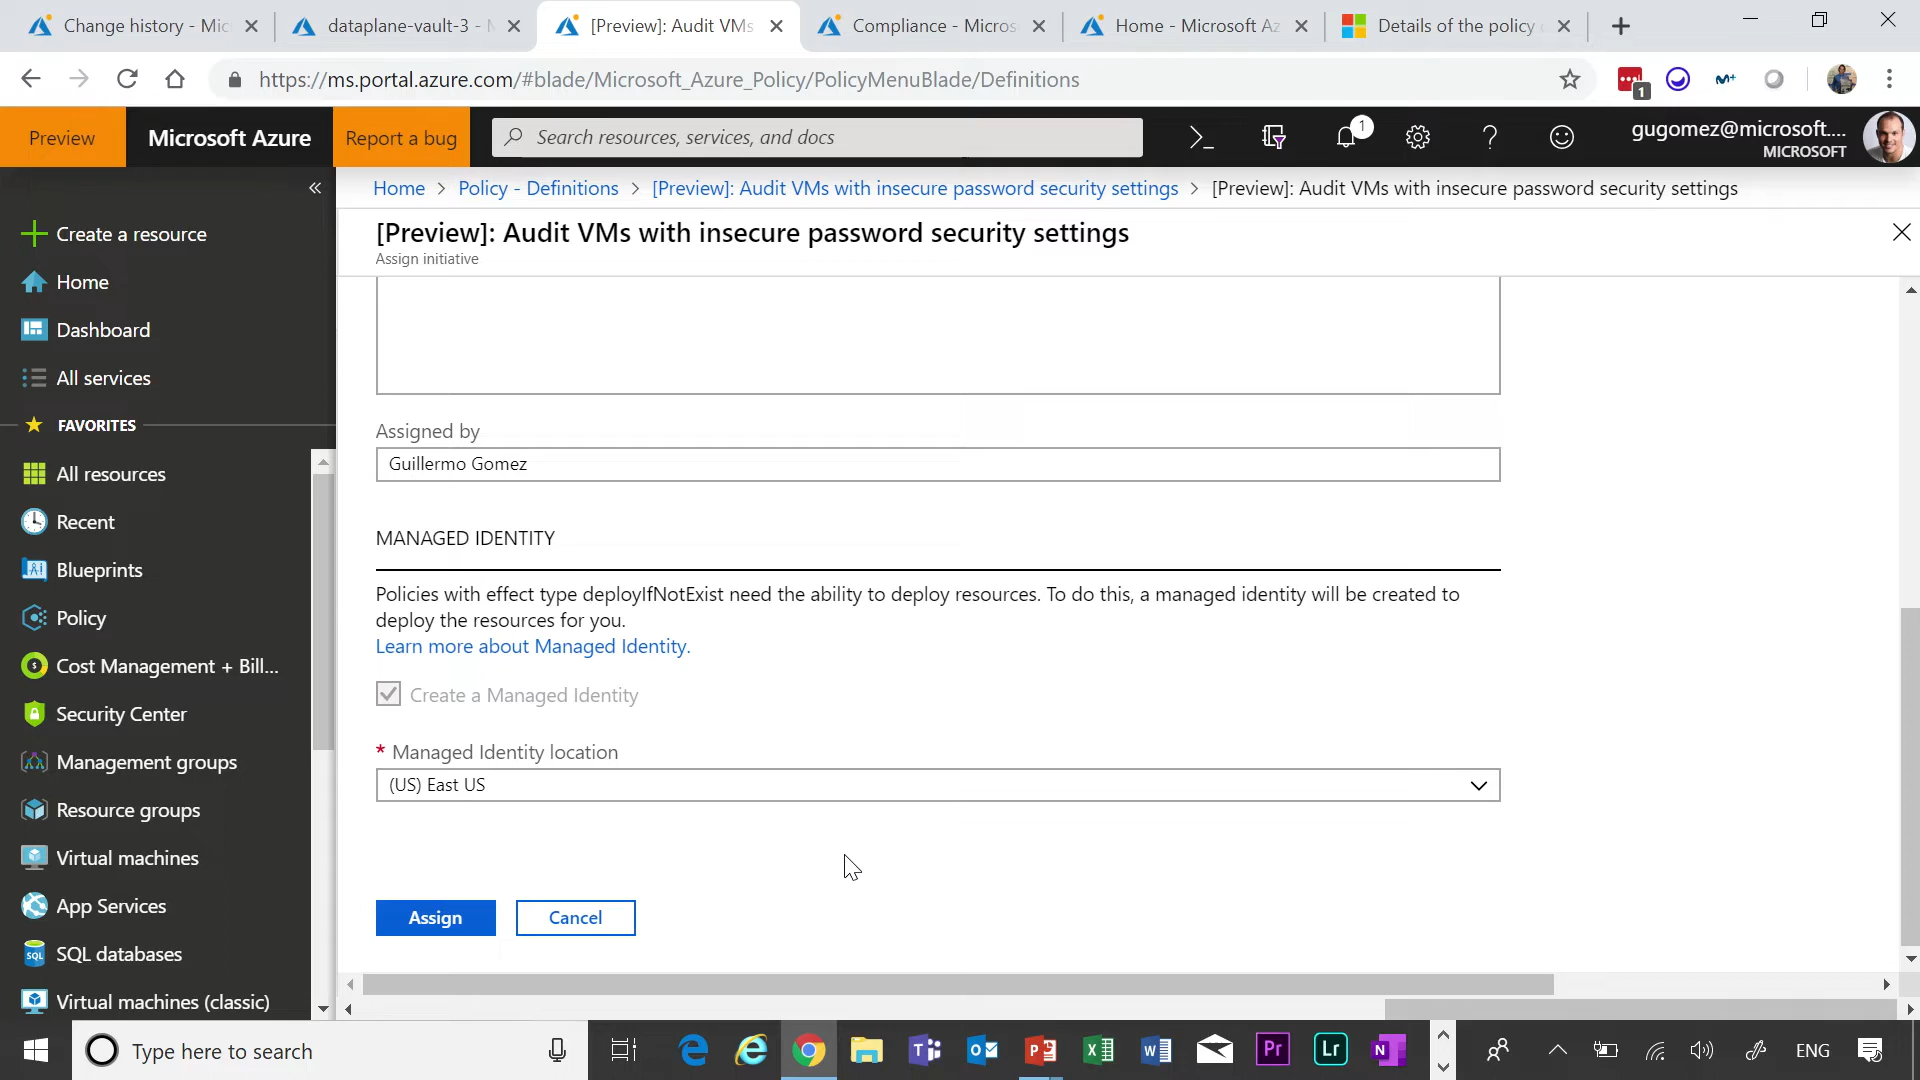 Change history - Mic
dataplane-vault-3 - M
[Preview]: Audit VMs
Compliance - Micros
Home - Microsoft Az
Details of the policy
https://ms.portal.azure.com/#blade/Microsoft_Azure_Policy/PolicyMenuBlade/Definitions
1
Preview
Microsoft Azure
Report a bug
Search resources, services, and docs
1
gugomez@microsoft....
MICROSOFT
Home > Policy - Definitions > [Preview]: Audit VMs with insecure password security settings > [Preview]: Audit VMs with insecure password security settings
[Preview]: Audit VMs with insecure password security settings
Assign initiative
Create a resource
Home
Dashboard
All services
FAVORITES
All resources
Recent
Blueprints
Policy
Cost Management + Bill...
Security Center
Management groups
Resource groups
Virtual machines
App Services
SQL databases
Virtual machines (classic)
Assigned by
Guillermo Gomez
MANAGED IDENTITY
Policies with effect type deployIfNotExist need the ability to deploy resources. To do this, a managed identity will be created to
deploy the resources for you.
Learn more about Managed Identity.
Create a Managed Identity
* Managed Identity location
(US) East US
Assign
Cancel
Type here to search
Pr
Lr
ENG